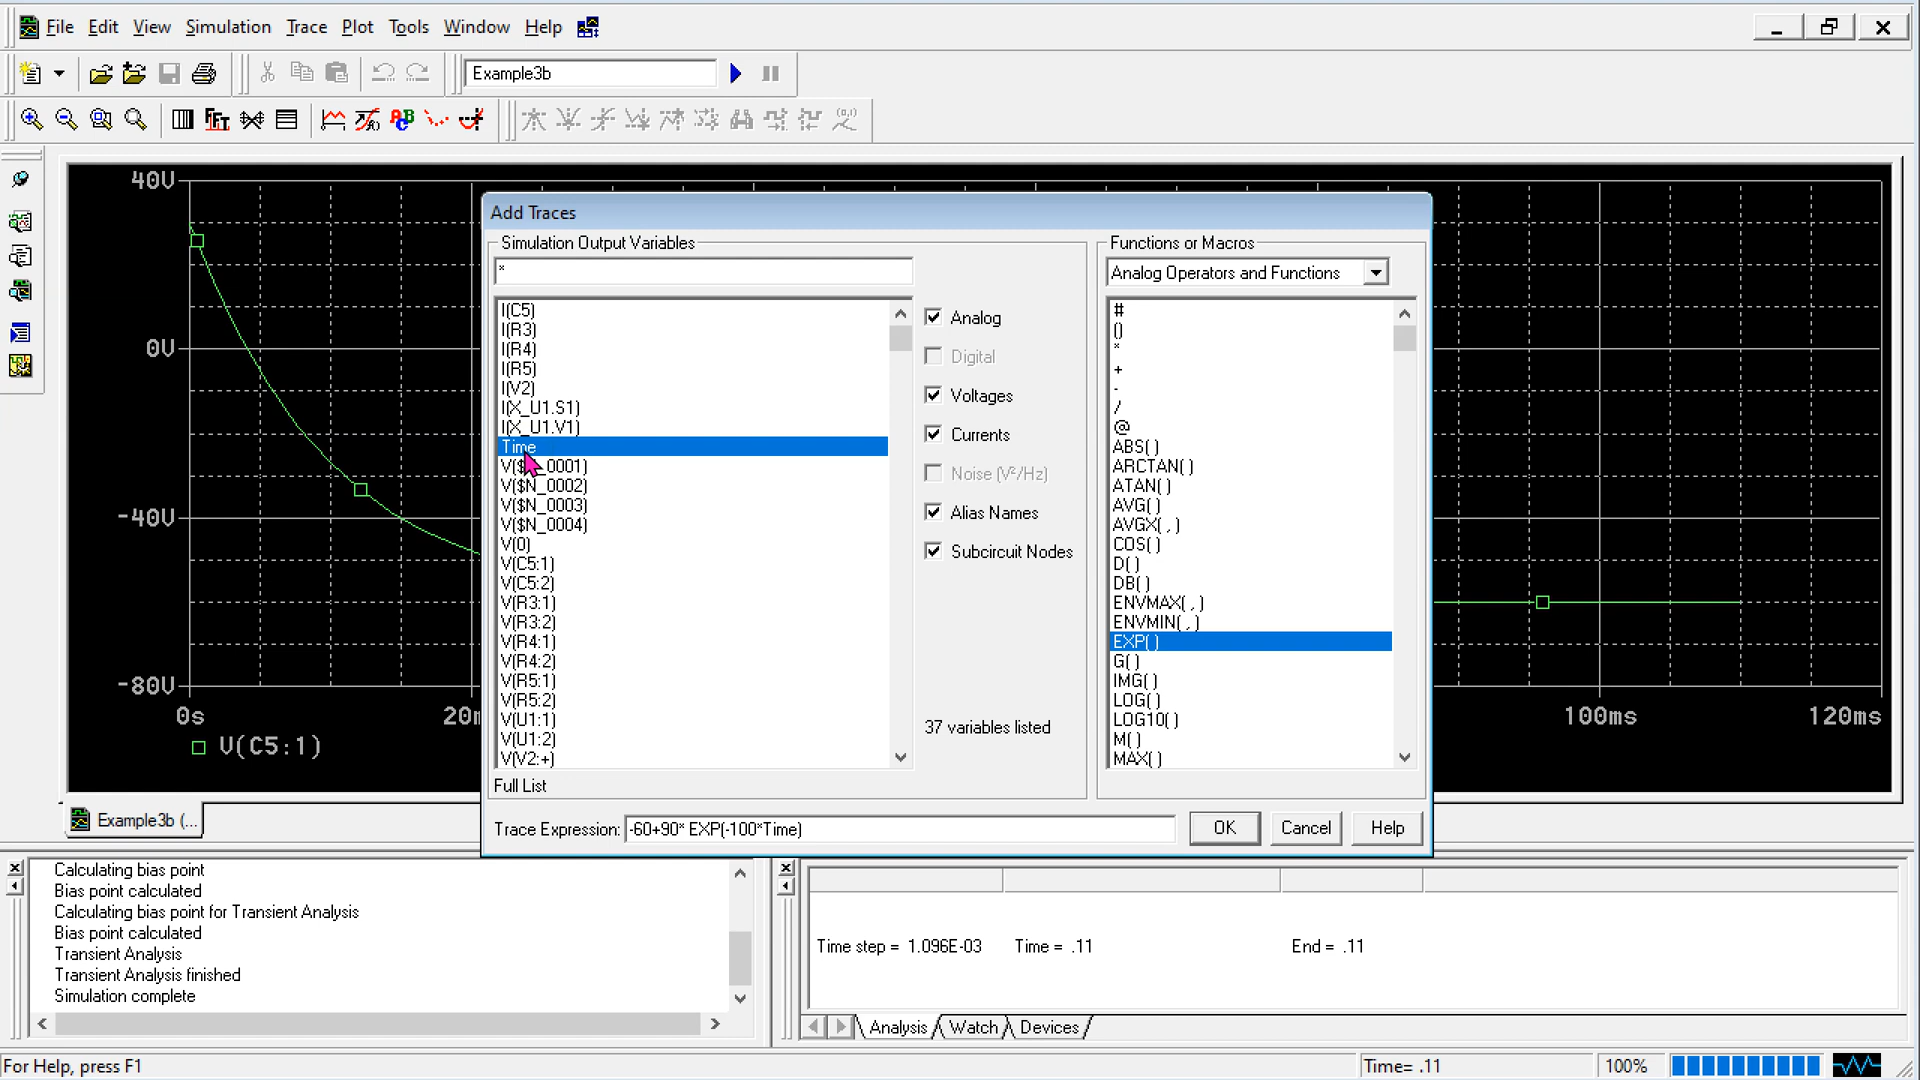 File Edit View Simulation Trace Plot Tools Window Help
Example3b
40V
0V
-40V
-80V
0s
20m
100ms
120ms
V(C5:1)
Add Traces
Simulation Output Variables
*
I(C5)
I(R3)
I(R4)
I(R5)
I(V2)
I(X_U1.S1)
I(X_U1.V1)
Time
V($N_0001)
V($N_0002)
V($N_0003)
V($N_0004)
V(0)
V(C5:1)
V(C5:2)
V(R3:1)
V(R3:2)
V(R4:1)
V(R4:2)
V(R5:1)
V(R5:2)
V(U1:1)
V(U1:2)
V(V2:+)
Full List
Analog
Digital
Voltages
Currents
Noise (V²/Hz)
Alias Names
Subcircuit Nodes
37 variables listed
Functions or Macros
Analog Operators and Functions
#
()
*
+
-
/
@
ABS( )
ARCTAN( )
ATAN( )
AVG( )
AVGX( , )
COS( )
D( )
DB( )
ENVMAX( , )
ENVMIN( , )
EXP( )
G( )
IMG( )
LOG( )
LOG10( )
M( )
MAX( )
Trace Expression: -60+90* EXP(-100*Time)
OK Cancel Help
Example3b (...
Calculating bias point
Bias point calculated
Calculating bias point for Transient Analysis
Bias point calculated
Transient Analysis
Transient Analysis finished
Simulation complete
Time step = 1.096E-03 Time = .11 End = .11
Analysis Watch Devices
For Help, press F1
Time= .11 100%